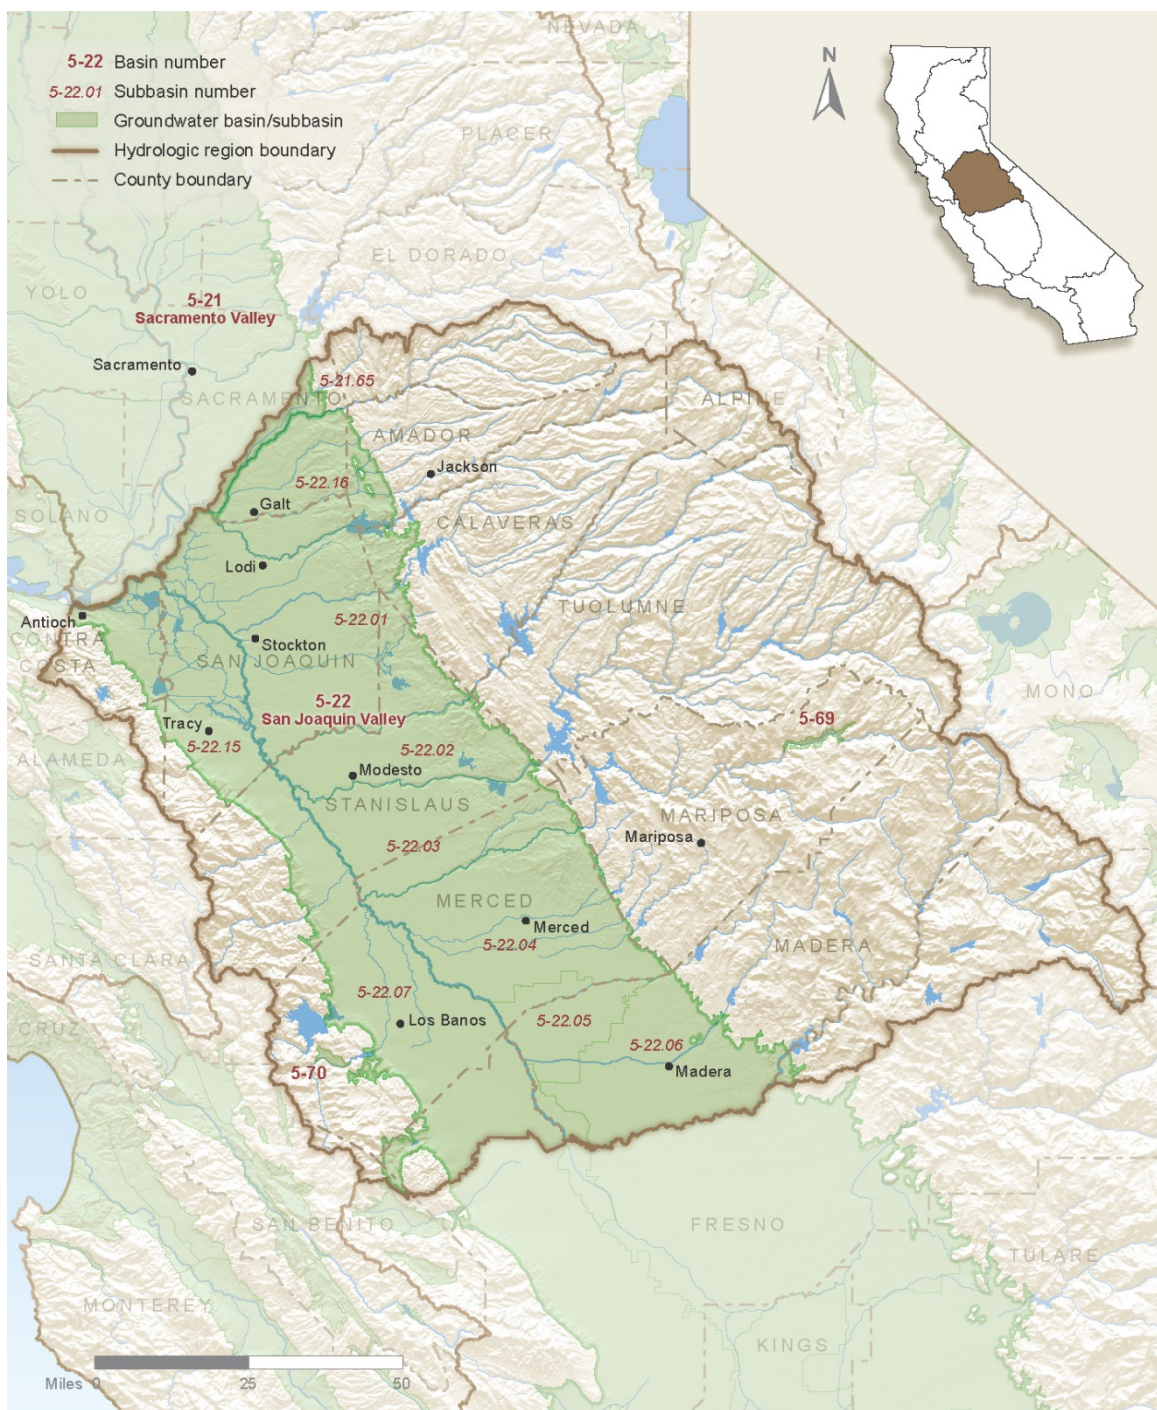 5-22 Basin number
5-22.01 Subbasin number
Groundwater basin/subbasin
Hydrologic region boundary
County boundary
N
NEVADA
PLACER
EL DORADO
YOLO
5-21
Sacramento Valley
Sacramento
SACRAMENTO
5-21.65
ALPINE
AMADOR
Jackson
5-22.16
Galt
SOLANO
CALAVERAS
Lodi
TUOLUMNE
Antioch
5-22.01
CONTRA
COSTA
Stockton
SAN JOAQUIN
MONO
5-22
San Joaquin Valley
5-69
Tracy
5-22.15
5-22.02
ALAMEDA
Modesto
STANISLAUS
MARIPOSA
Mariposa
5-22.03
MERCED
Merced
5-22.04
MADERA
SANTA CLARA
5-22.07
Los Banos
5-22.05
CRUZ
5-22.06
Madera
5-70
SAN BENITO
FRESNO
TULARE
MONTEREY
KINGS
Miles 0 25 50